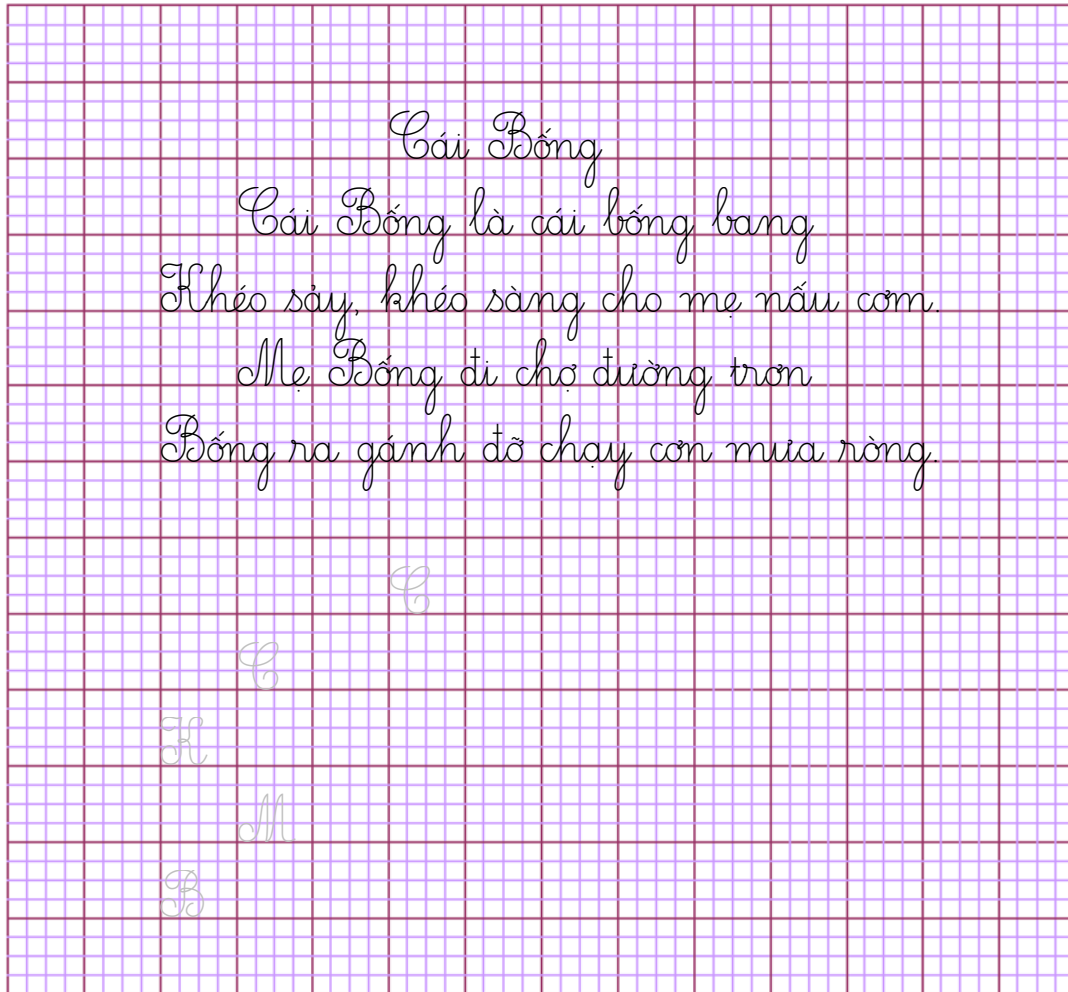 Cái Bống
Cái Bống là cái bống bang
Khéo sảy, khéo sàng cho mẹ nấu cơm.
Mẹ Bống đi chợ đường trơn
Bống ra gánh đỡ chạy cơn mưa ròng.
C
C
K
M
B